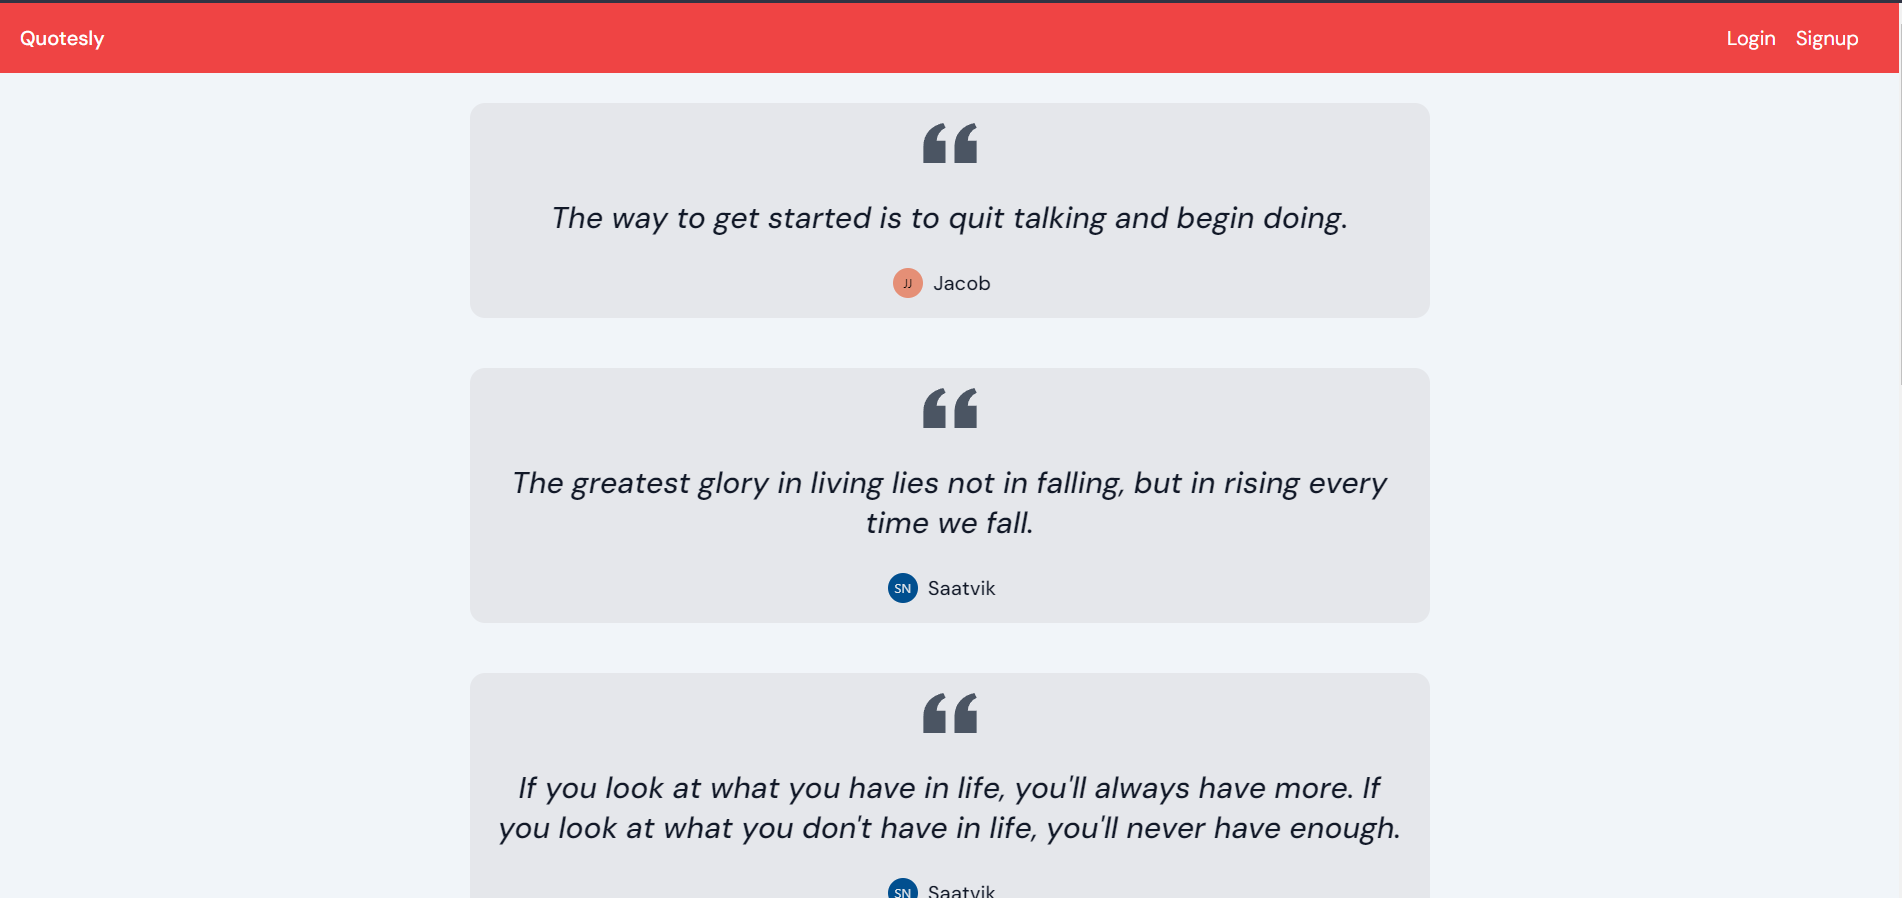 Quotesly
Login Signup
The way to get started is to quit talking and begin doing.
JJ Jacob
The greatest glory in living lies not in falling, but in rising every
time we fall.
SN Saatvik
If you look at what you have in life, you'll always have more. If
you look at what you don't have in life, you'll never have enough.
SN Saatvik